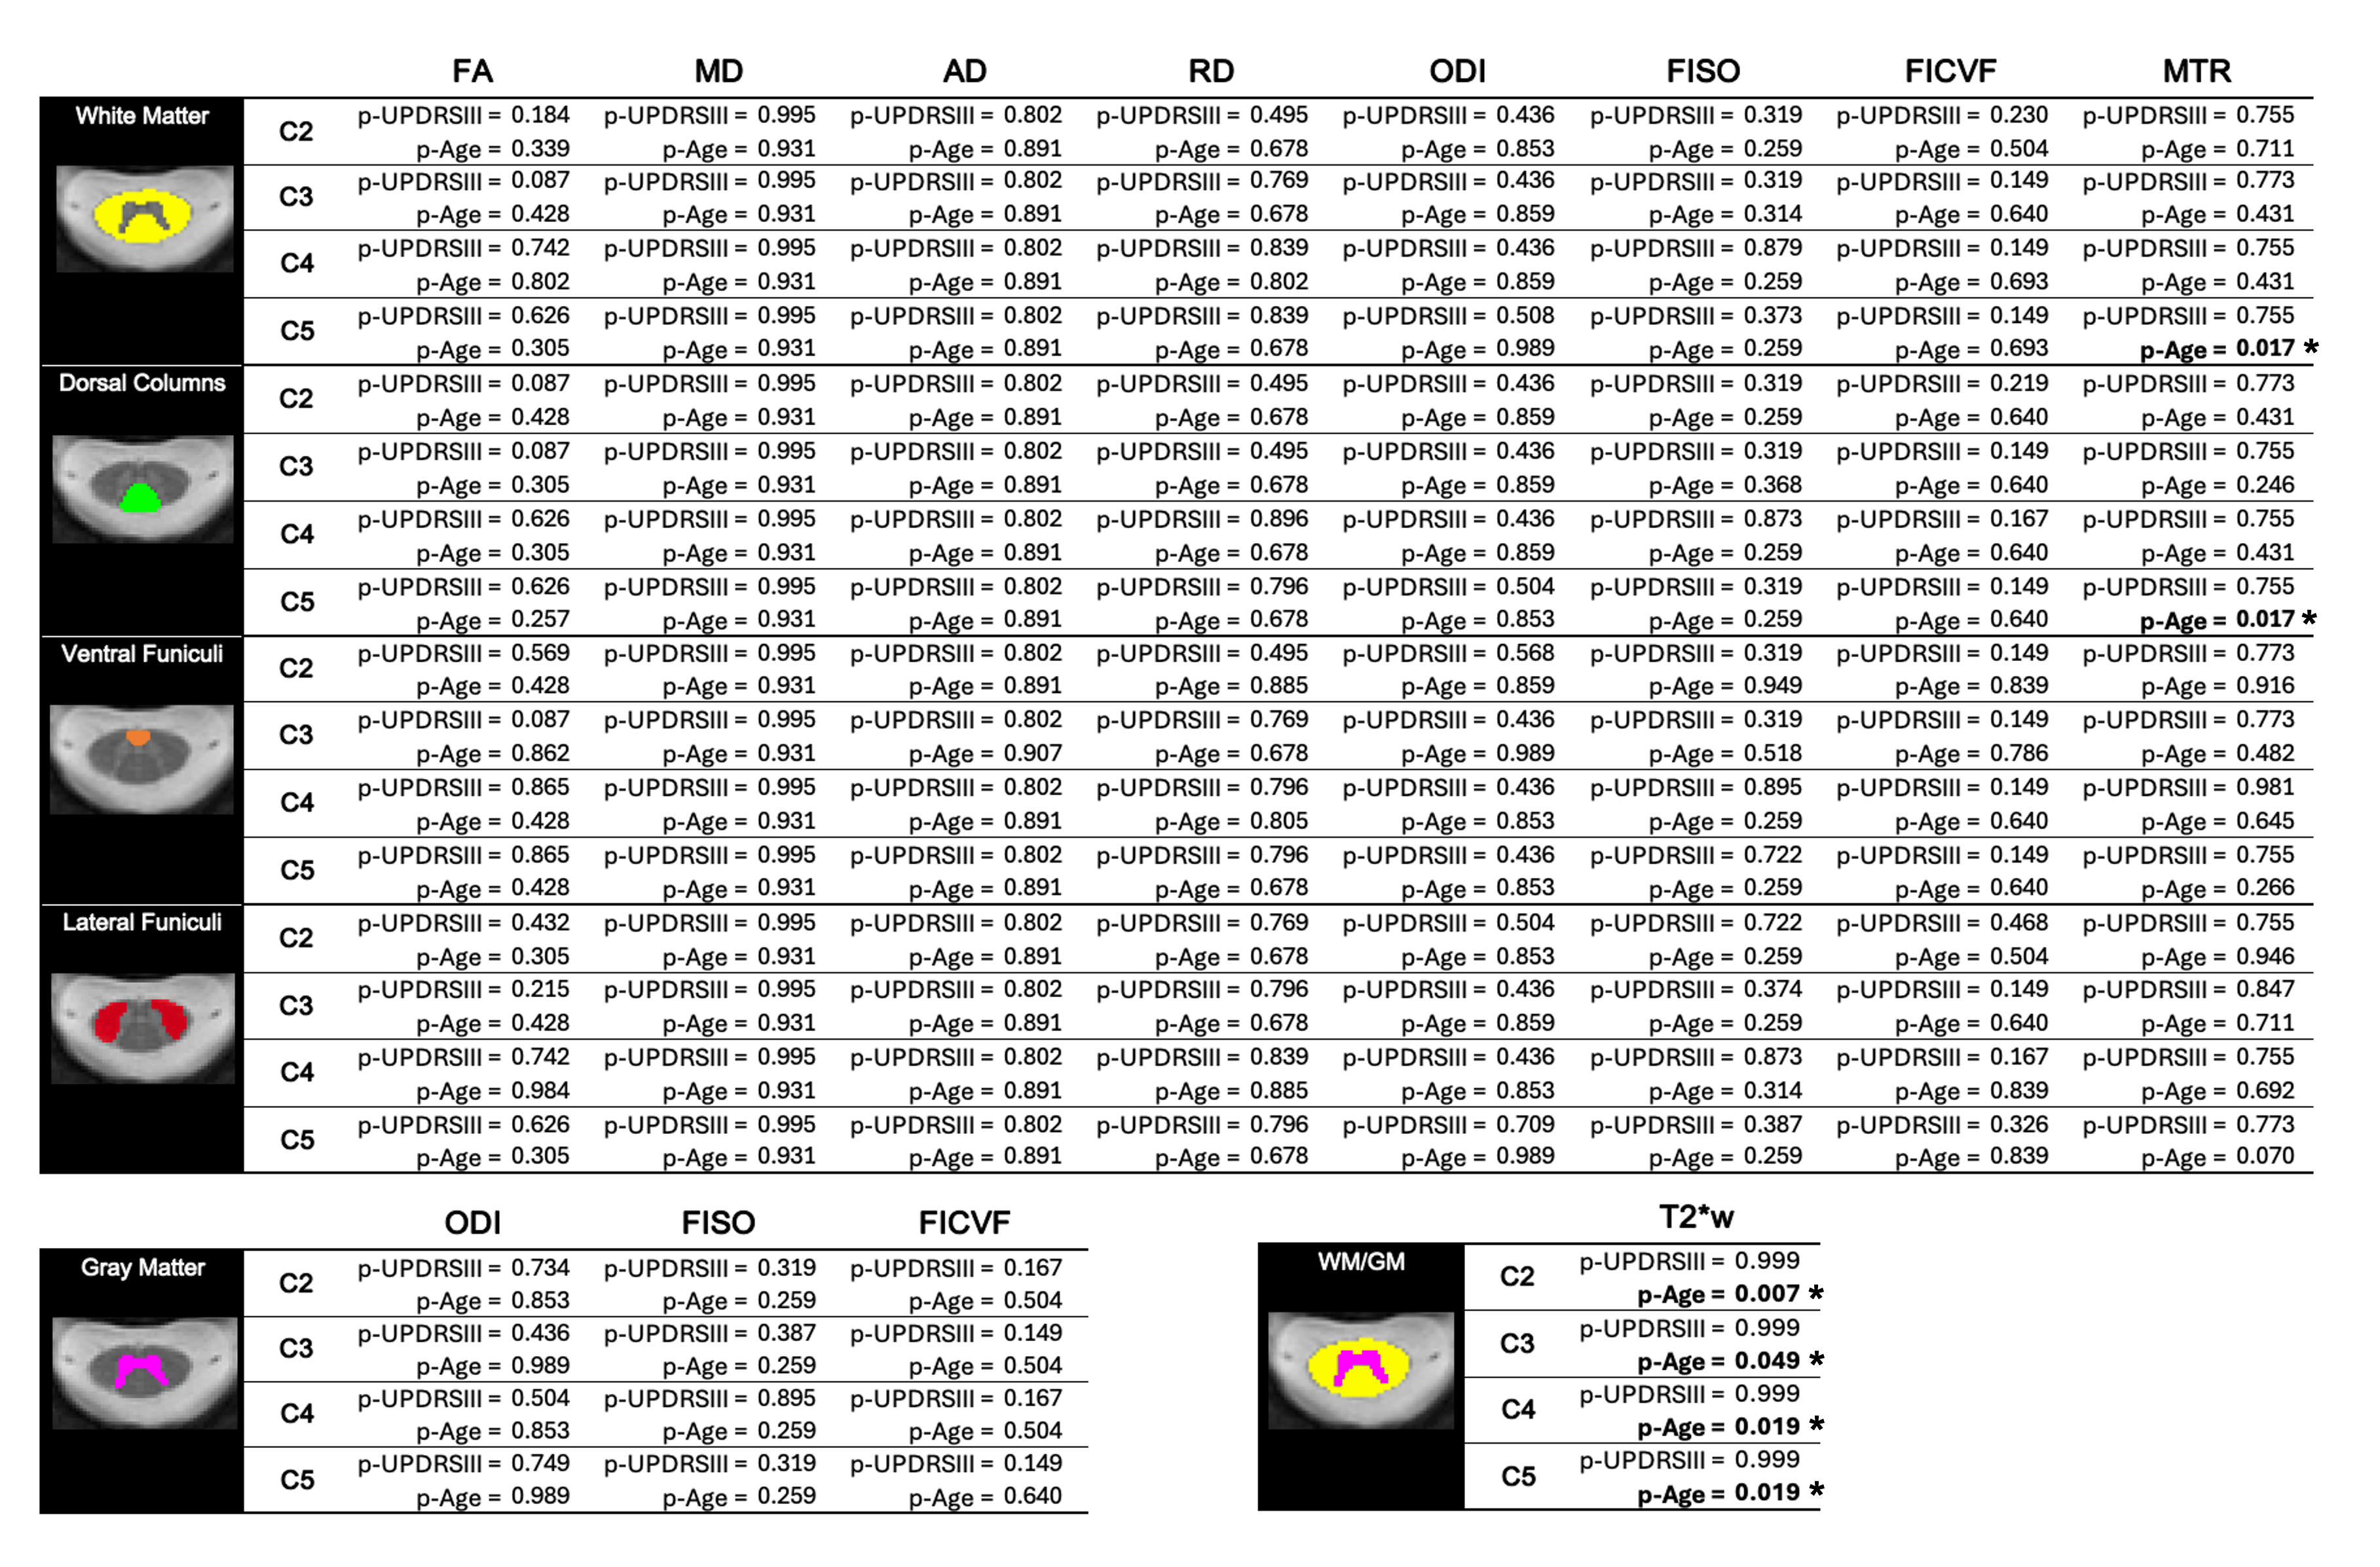 FA MD AD RD ODI FISO FICVF MTR
White Matter
C2
p-UPDRSIII = 0.184 p-UPDRSIII = 0.995 p-UPDRSIII = 0.802 p-UPDRSIII = 0.495 p-UPDRSIII = 0.436 p-UPDRSIII = 0.319 p-UPDRSIII = 0.230 p-UPDRSIII = 0.755
p-Age = 0.339 p-Age = 0.931 p-Age = 0.891 p-Age = 0.678 p-Age = 0.853 p-Age = 0.259 p-Age = 0.504 p-Age = 0.711
C3
p-UPDRSIII = 0.087 p-UPDRSIII = 0.995 p-UPDRSIII = 0.802 p-UPDRSIII = 0.769 p-UPDRSIII = 0.436 p-UPDRSIII = 0.319 p-UPDRSIII = 0.149 p-UPDRSIII = 0.773
p-Age = 0.428 p-Age = 0.931 p-Age = 0.891 p-Age = 0.678 p-Age = 0.859 p-Age = 0.314 p-Age = 0.640 p-Age = 0.431
C4
p-UPDRSIII = 0.742 p-UPDRSIII = 0.995 p-UPDRSIII = 0.802 p-UPDRSIII = 0.839 p-UPDRSIII = 0.436 p-UPDRSIII = 0.879 p-UPDRSIII = 0.149 p-UPDRSIII = 0.755
p-Age = 0.802 p-Age = 0.931 p-Age = 0.891 p-Age = 0.802 p-Age = 0.859 p-Age = 0.259 p-Age = 0.693 p-Age = 0.431
C5
p-UPDRSIII = 0.626 p-UPDRSIII = 0.995 p-UPDRSIII = 0.802 p-UPDRSIII = 0.839 p-UPDRSIII = 0.508 p-UPDRSIII = 0.373 p-UPDRSIII = 0.149 p-UPDRSIII = 0.755
p-Age = 0.305 p-Age = 0.931 p-Age = 0.891 p-Age = 0.678 p-Age = 0.989 p-Age = 0.259 p-Age = 0.693 p-Age = 0.017 *
Dorsal Columns
C2
p-UPDRSIII = 0.087 p-UPDRSIII = 0.995 p-UPDRSIII = 0.802 p-UPDRSIII = 0.495 p-UPDRSIII = 0.436 p-UPDRSIII = 0.319 p-UPDRSIII = 0.219 p-UPDRSIII = 0.773
p-Age = 0.428 p-Age = 0.931 p-Age = 0.891 p-Age = 0.678 p-Age = 0.859 p-Age = 0.259 p-Age = 0.640 p-Age = 0.431
C3
p-UPDRSIII = 0.087 p-UPDRSIII = 0.995 p-UPDRSIII = 0.802 p-UPDRSIII = 0.495 p-UPDRSIII = 0.436 p-UPDRSIII = 0.319 p-UPDRSIII = 0.149 p-UPDRSIII = 0.755
p-Age = 0.305 p-Age = 0.931 p-Age = 0.891 p-Age = 0.678 p-Age = 0.859 p-Age = 0.368 p-Age = 0.640 p-Age = 0.246
C4
p-UPDRSIII = 0.626 p-UPDRSIII = 0.995 p-UPDRSIII = 0.802 p-UPDRSIII = 0.896 p-UPDRSIII = 0.436 p-UPDRSIII = 0.873 p-UPDRSIII = 0.167 p-UPDRSIII = 0.755
p-Age = 0.305 p-Age = 0.931 p-Age = 0.891 p-Age = 0.678 p-Age = 0.859 p-Age = 0.259 p-Age = 0.640 p-Age = 0.431
C5
p-UPDRSIII = 0.626 p-UPDRSIII = 0.995 p-UPDRSIII = 0.802 p-UPDRSIII = 0.796 p-UPDRSIII = 0.504 p-UPDRSIII = 0.319 p-UPDRSIII = 0.149 p-UPDRSIII = 0.755
p-Age = 0.257 p-Age = 0.931 p-Age = 0.891 p-Age = 0.678 p-Age = 0.853 p-Age = 0.259 p-Age = 0.640 p-Age = 0.017 *
Ventral Funiculi
C2
p-UPDRSIII = 0.569 p-UPDRSIII = 0.995 p-UPDRSIII = 0.802 p-UPDRSIII = 0.495 p-UPDRSIII = 0.568 p-UPDRSIII = 0.319 p-UPDRSIII = 0.149 p-UPDRSIII = 0.773
p-Age = 0.428 p-Age = 0.931 p-Age = 0.891 p-Age = 0.885 p-Age = 0.859 p-Age = 0.949 p-Age = 0.839 p-Age = 0.916
C3
p-UPDRSIII = 0.087 p-UPDRSIII = 0.995 p-UPDRSIII = 0.802 p-UPDRSIII = 0.769 p-UPDRSIII = 0.436 p-UPDRSIII = 0.319 p-UPDRSIII = 0.149 p-UPDRSIII = 0.773
p-Age = 0.862 p-Age = 0.931 p-Age = 0.907 p-Age = 0.678 p-Age = 0.989 p-Age = 0.518 p-Age = 0.786 p-Age = 0.482
C4
p-UPDRSIII = 0.865 p-UPDRSIII = 0.995 p-UPDRSIII = 0.802 p-UPDRSIII = 0.796 p-UPDRSIII = 0.436 p-UPDRSIII = 0.895 p-UPDRSIII = 0.149 p-UPDRSIII = 0.981
p-Age = 0.428 p-Age = 0.931 p-Age = 0.891 p-Age = 0.805 p-Age = 0.853 p-Age = 0.259 p-Age = 0.640 p-Age = 0.645
C5
p-UPDRSIII = 0.865 p-UPDRSIII = 0.995 p-UPDRSIII = 0.802 p-UPDRSIII = 0.796 p-UPDRSIII = 0.436 p-UPDRSIII = 0.722 p-UPDRSIII = 0.149 p-UPDRSIII = 0.755
p-Age = 0.428 p-Age = 0.931 p-Age = 0.891 p-Age = 0.678 p-Age = 0.853 p-Age = 0.259 p-Age = 0.640 p-Age = 0.266
Lateral Funiculi
C2
p-UPDRSIII = 0.432 p-UPDRSIII = 0.995 p-UPDRSIII = 0.802 p-UPDRSIII = 0.769 p-UPDRSIII = 0.504 p-UPDRSIII = 0.722 p-UPDRSIII = 0.468 p-UPDRSIII = 0.755
p-Age = 0.305 p-Age = 0.931 p-Age = 0.891 p-Age = 0.678 p-Age = 0.853 p-Age = 0.259 p-Age = 0.504 p-Age = 0.946
C3
p-UPDRSIII = 0.215 p-UPDRSIII = 0.995 p-UPDRSIII = 0.802 p-UPDRSIII = 0.796 p-UPDRSIII = 0.436 p-UPDRSIII = 0.374 p-UPDRSIII = 0.149 p-UPDRSIII = 0.847
p-Age = 0.428 p-Age = 0.931 p-Age = 0.891 p-Age = 0.678 p-Age = 0.859 p-Age = 0.259 p-Age = 0.640 p-Age = 0.711
C4
p-UPDRSIII = 0.742 p-UPDRSIII = 0.995 p-UPDRSIII = 0.802 p-UPDRSIII = 0.839 p-UPDRSIII = 0.436 p-UPDRSIII = 0.873 p-UPDRSIII = 0.167 p-UPDRSIII = 0.755
p-Age = 0.984 p-Age = 0.931 p-Age = 0.891 p-Age = 0.885 p-Age = 0.853 p-Age = 0.314 p-Age = 0.839 p-Age = 0.692
C5
p-UPDRSIII = 0.626 p-UPDRSIII = 0.995 p-UPDRSIII = 0.802 p-UPDRSIII = 0.796 p-UPDRSIII = 0.709 p-UPDRSIII = 0.387 p-UPDRSIII = 0.326 p-UPDRSIII = 0.773
p-Age = 0.305 p-Age = 0.931 p-Age = 0.891 p-Age = 0.678 p-Age = 0.989 p-Age = 0.259 p-Age = 0.839 p-Age = 0.070
ODI FISO FICVF
Gray Matter
C2
p-UPDRSIII = 0.734 p-UPDRSIII = 0.319 p-UPDRSIII = 0.167
p-Age = 0.853 p-Age = 0.259 p-Age = 0.504
C3
p-UPDRSIII = 0.436 p-UPDRSIII = 0.387 p-UPDRSIII = 0.149
p-Age = 0.989 p-Age = 0.259 p-Age = 0.504
C4
p-UPDRSIII = 0.504 p-UPDRSIII = 0.895 p-UPDRSIII = 0.167
p-Age = 0.853 p-Age = 0.259 p-Age = 0.504
C5
p-UPDRSIII = 0.749 p-UPDRSIII = 0.319 p-UPDRSIII = 0.149
p-Age = 0.989 p-Age = 0.259 p-Age = 0.640
T2*w
WM/GM
C2
p-UPDRSIII = 0.999
p-Age = 0.007 *
C3
p-UPDRSIII = 0.999
p-Age = 0.049 *
C4
p-UPDRSIII = 0.999
p-Age = 0.019 *
C5
p-UPDRSIII = 0.999
p-Age = 0.019 *